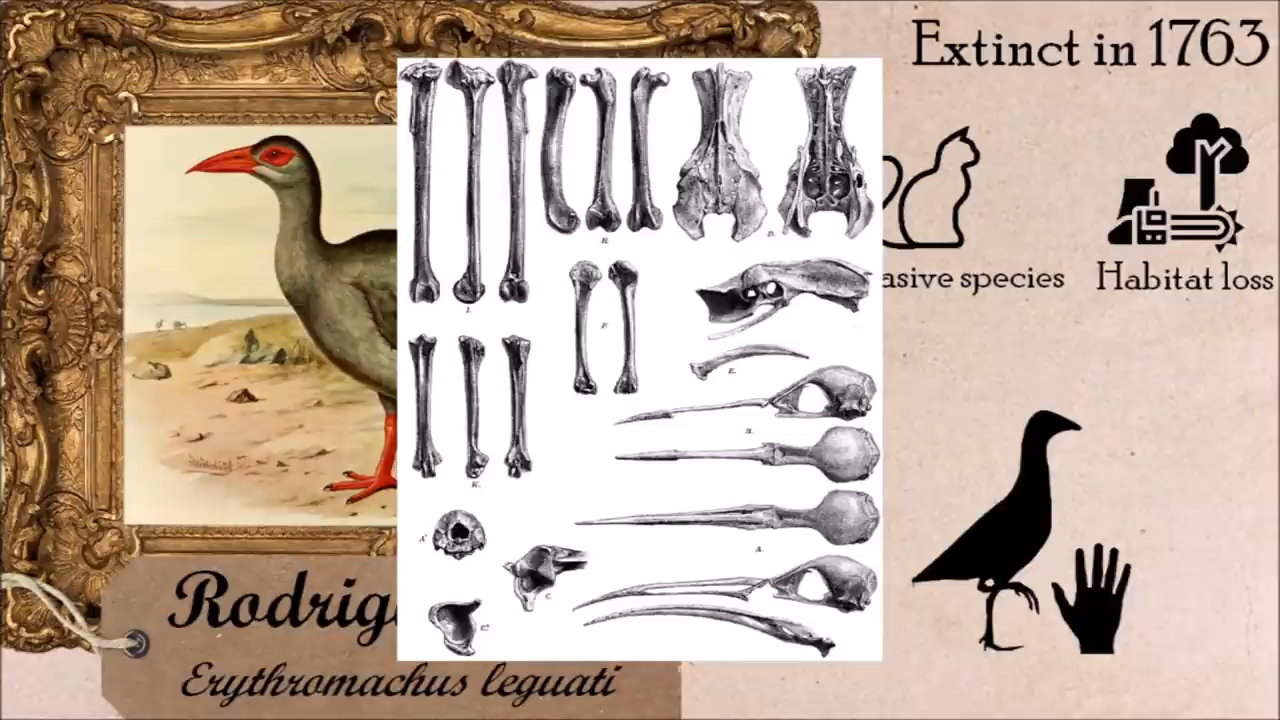 Extinct in 1763
asive species
Habitat loss
Rodrig
Erythromachus leguati